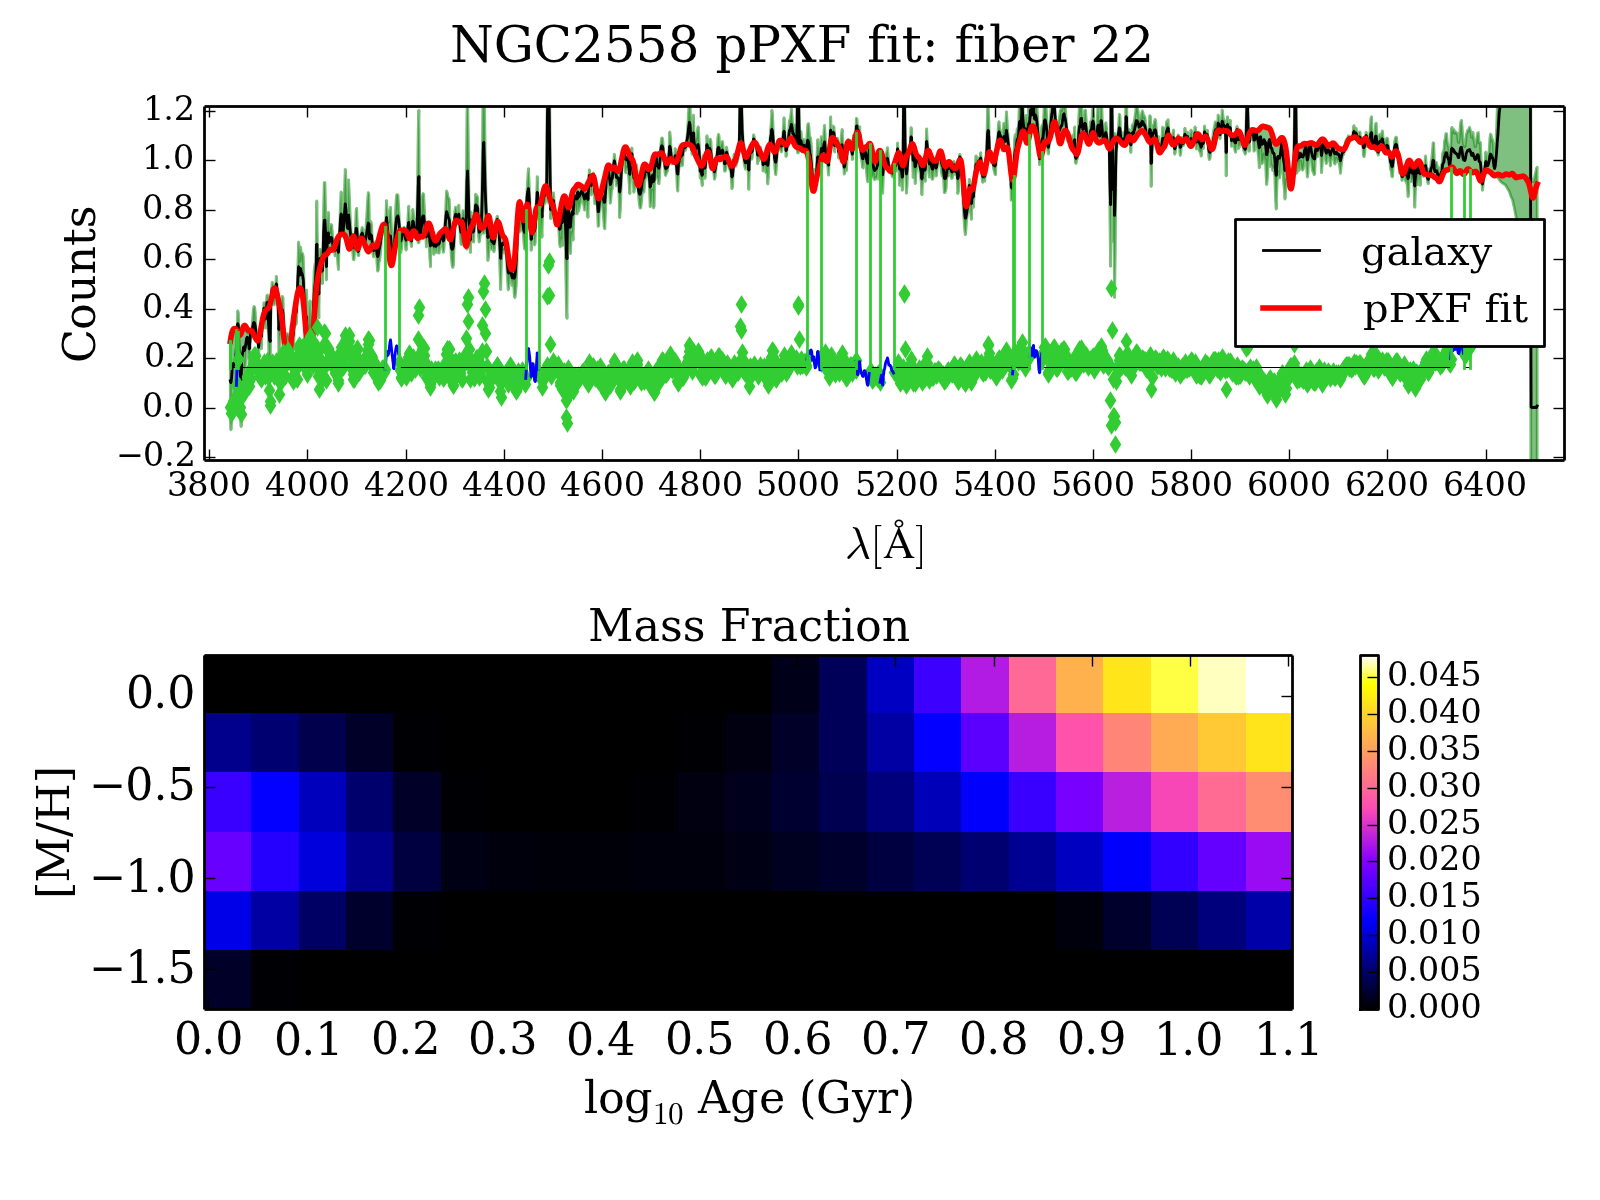 NGC2558 pPXF fit: fiber 22
1.2
1.0
0.8
0.6
0.4
0.2
0.0
−0.2
Counts
galaxy
pPXF fit
3800 4000 4200 4400 4600 4800 5000 5200 5400 5600 5800 6000 6200 6400
λ[Å]
Mass Fraction
0.0
−0.5
−1.0
−1.5
[M/H]
0.0 0.1 0.2 0.3 0.4 0.5 0.6 0.7 0.8 0.9 1.0 1.1
log₁₀ Age (Gyr)
0.045
0.040
0.035
0.030
0.025
0.020
0.015
0.010
0.005
0.000